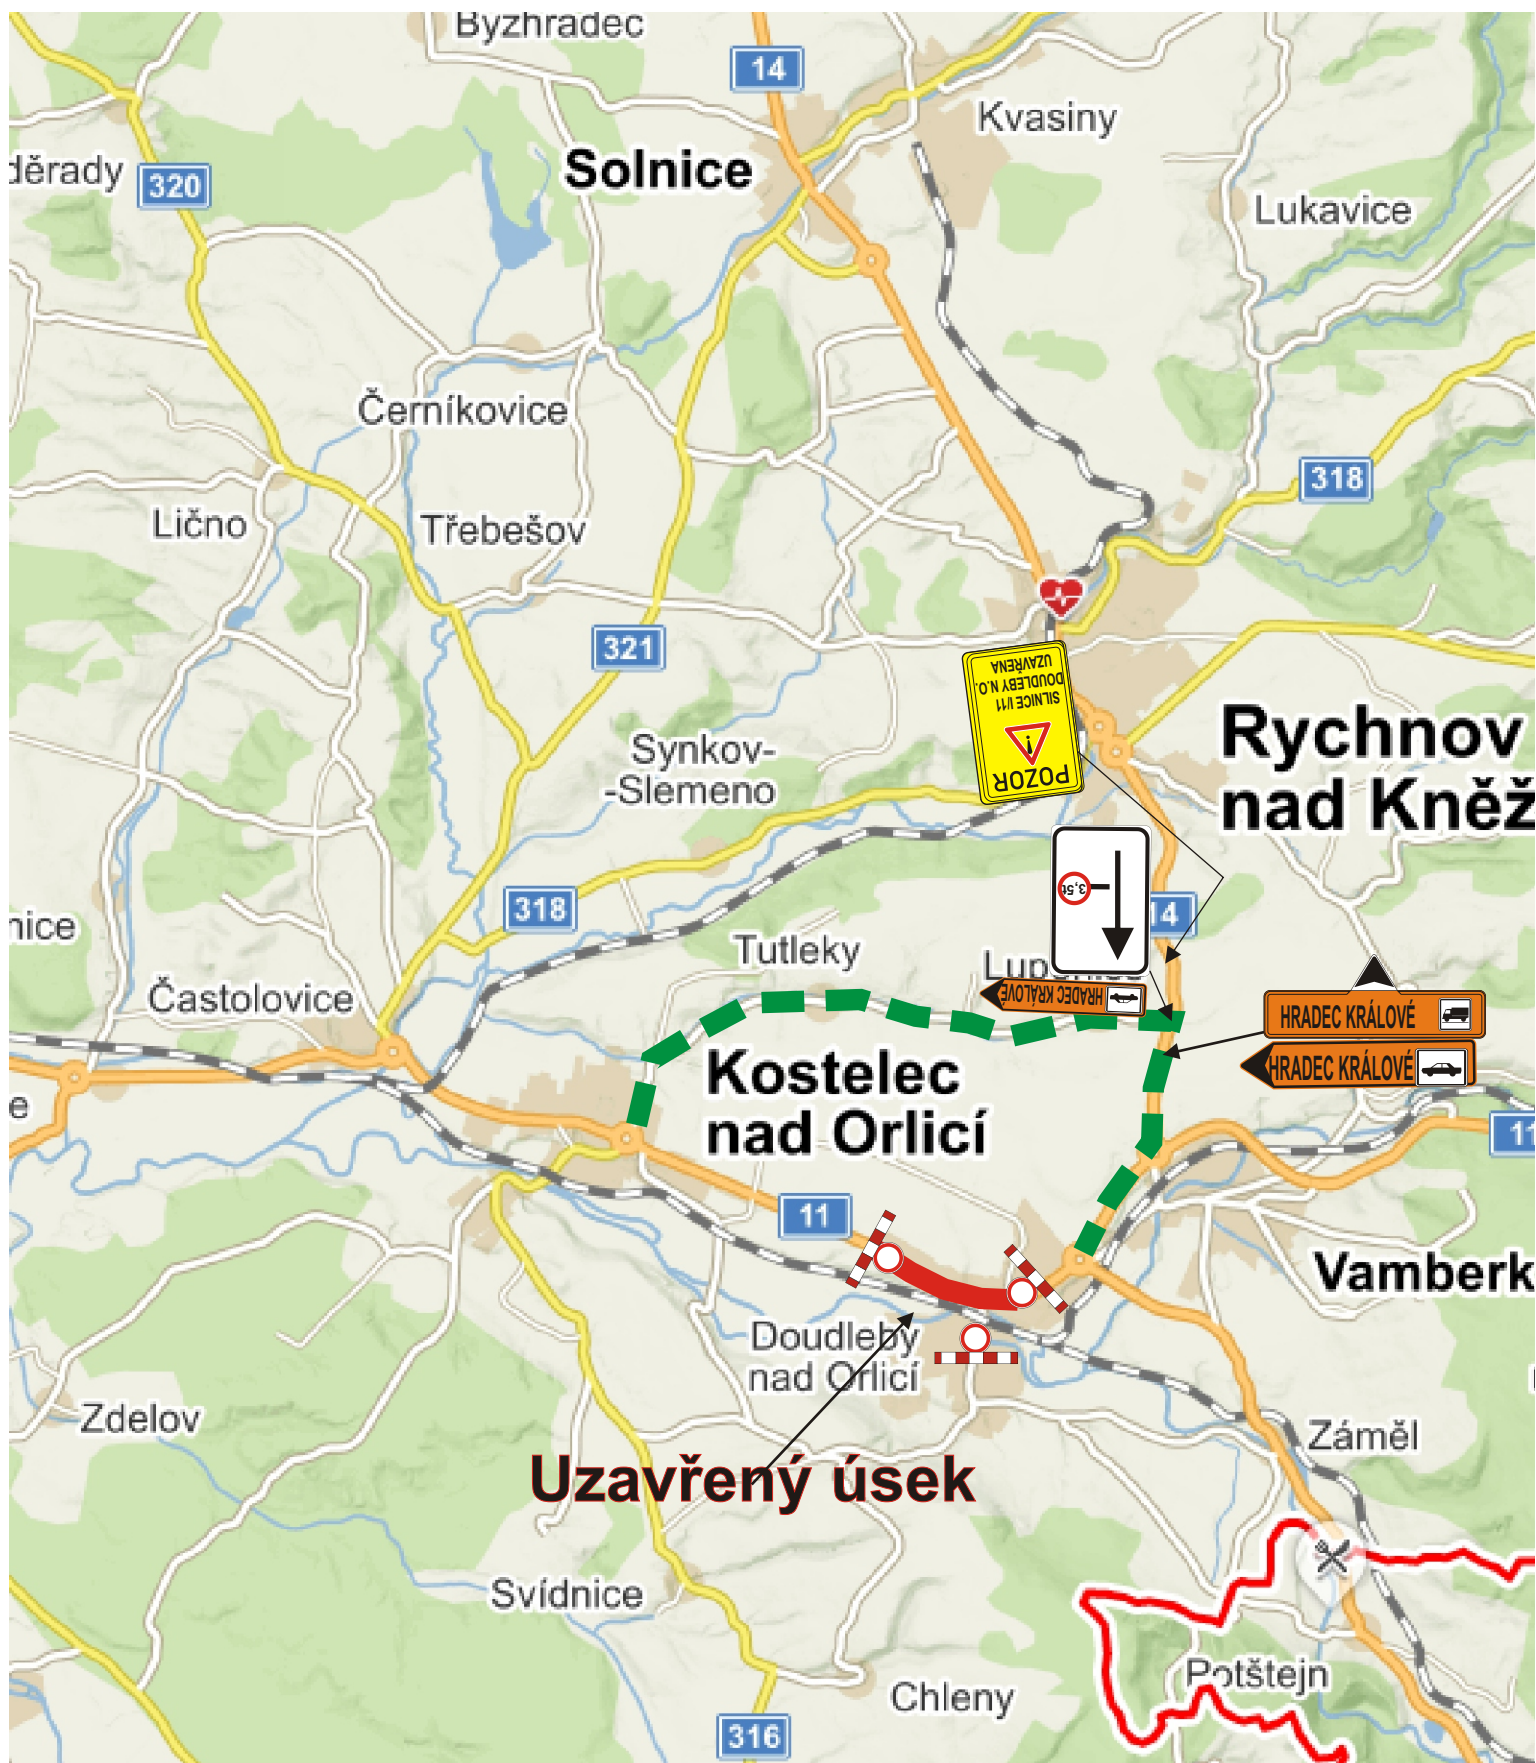 Byzhradec
14
Kvasiny
Solnice
děrady
320
Lukavice
Černíkovice
318
Lično
Třebešov
321
UZAVŘENA
DOUDLEBY N.O.
SILNICE I/11
POZOR
Rychnov
nad Kněž
Synkov-
-Slemeno
3,5t
318
14
nice
Tutleky
Častolovice
HRADEC KRÁLOVÉ
HRADEC KRÁLOVÉ
HRADEC KRÁLOVÉ
Kostelec
nad Orlicí
e
11
11
Vamberk
Doudleby
nad Orlicí
Zdelov
Záměl
Uzavřený úsek
Svídnice
Potštejn
Chleny
316